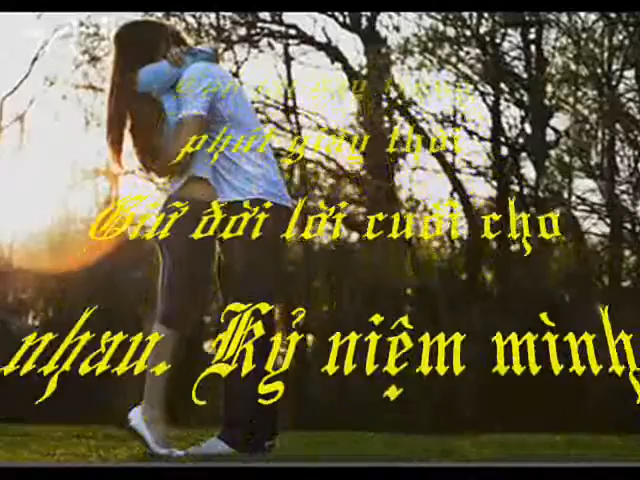 phút giây thôi
Giữ đời lời cuối cho
nhau. Kỷ niệm mình